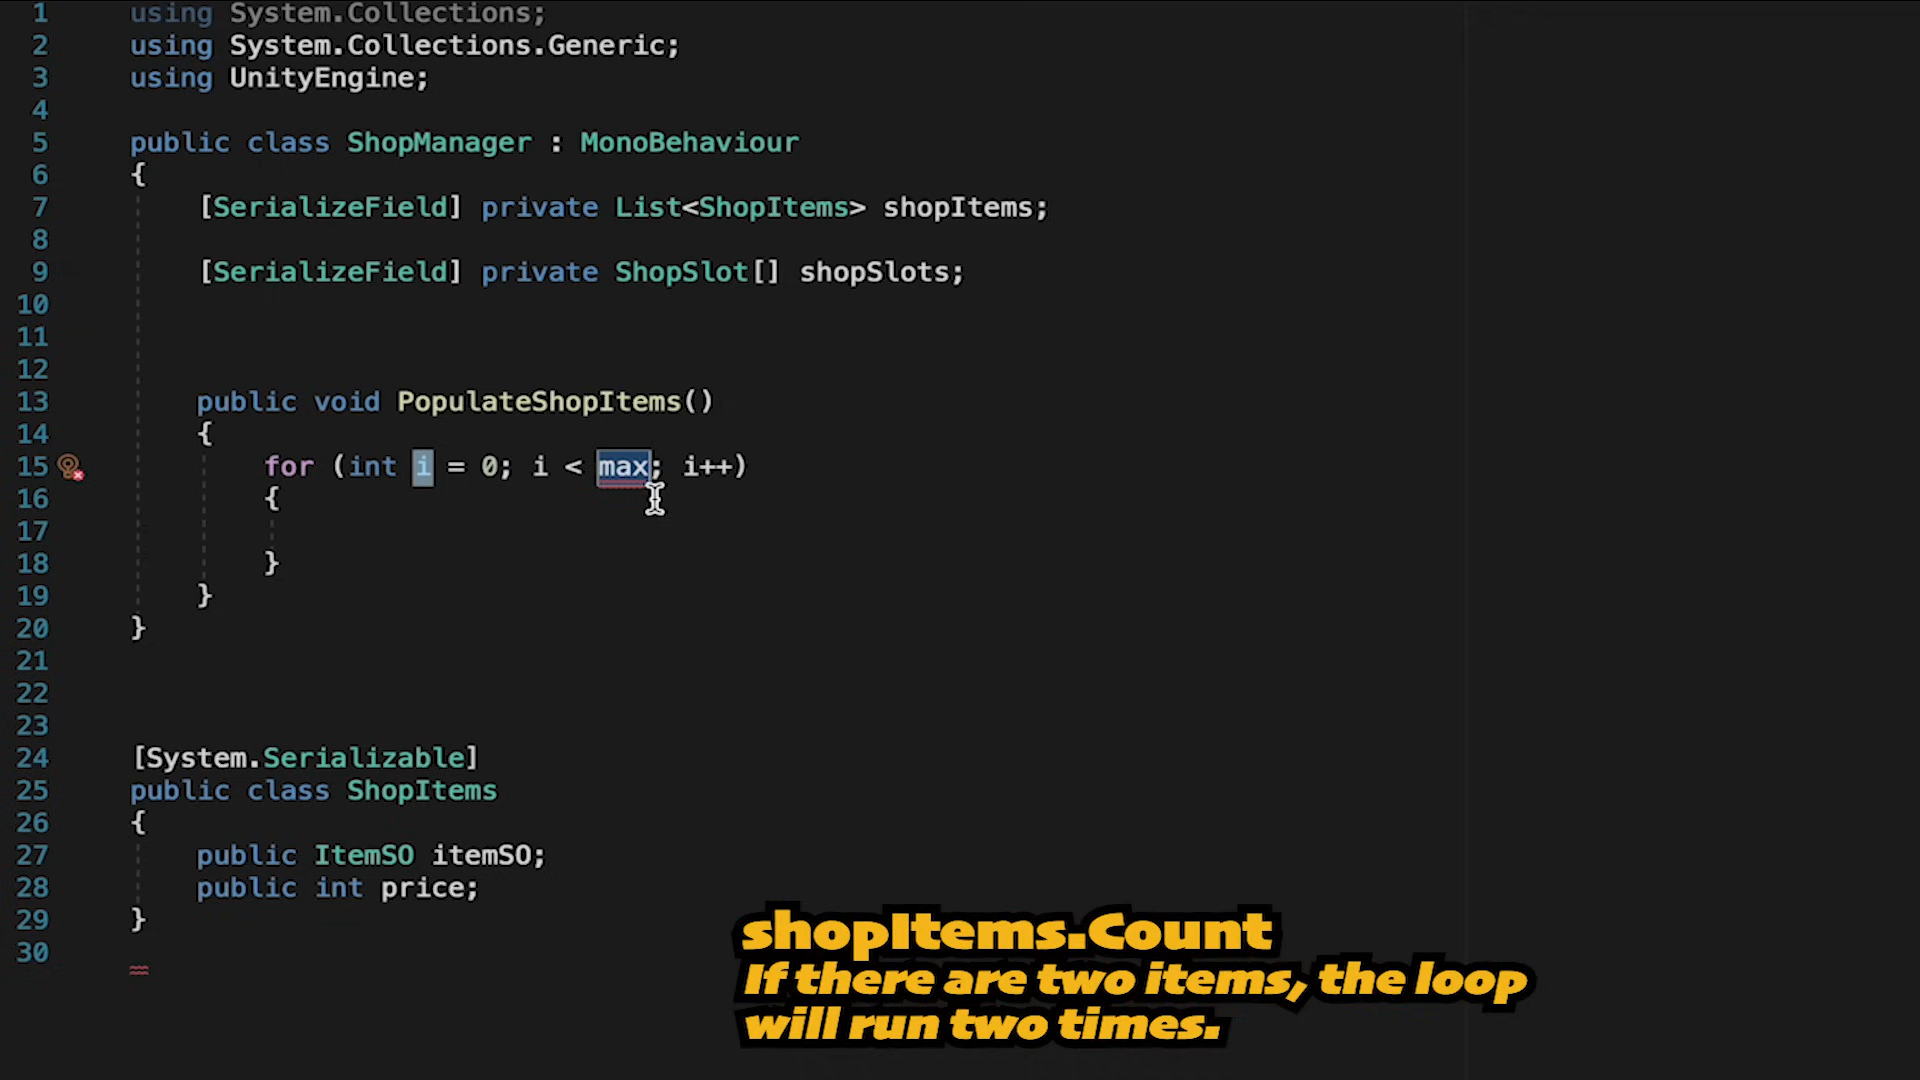 1 using System.Collections;
2 using System.Collections.Generic;
3 using UnityEngine;
4
5 public class ShopManager : MonoBehaviour
6 {
7 [SerializeField] private List<ShopItems> shopItems;
8
9 [SerializeField] private ShopSlot[] shopSlots;
10
11
12
13 public void PopulateShopItems()
14 {
15 for (int i = 0; i < max; i++)
16 {
17
18 }
19 }
20 }
21
22
23
24 [System.Serializable]
25 public class ShopItems
26 {
27 public ItemSO itemSO;
28 public int price;
29 }
30
shopItems.Count
If there are two items, the loop
will run two times.